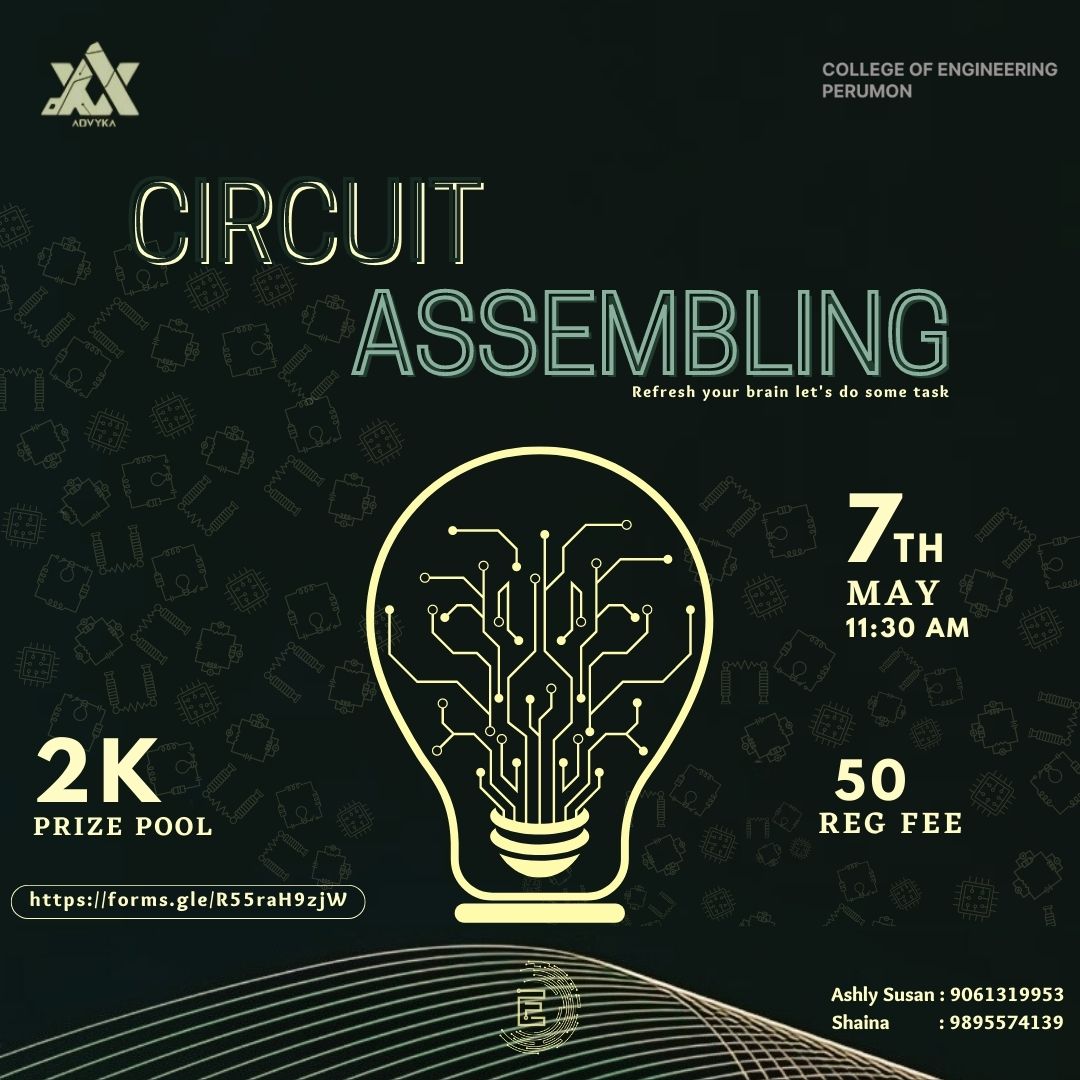 ADVYKA
COLLEGE OF ENGINEERING
PERUMON
CIRCUIT
ASSEMBLING
Refresh your brain let's do some task
7TH
MAY
11:30 AM
2K
PRIZE POOL
50
REG FEE
https://forms.gle/R55raH9zjW
E
Ashly Susan : 9061319953
Shaina : 9895574139